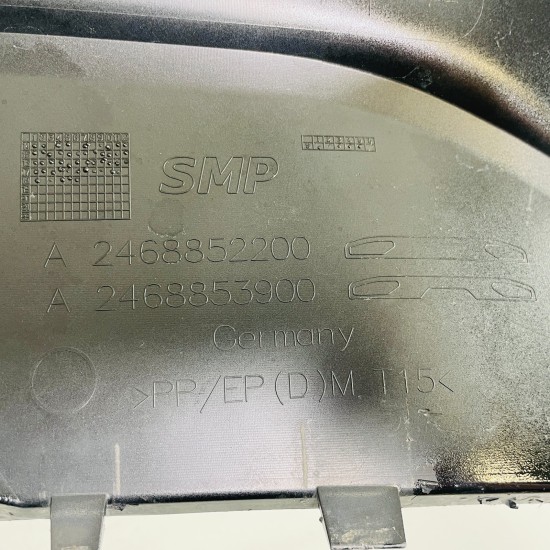 SMP
A 2468852200
A 2468853900
Germany
>PP/EP(D)M T15<